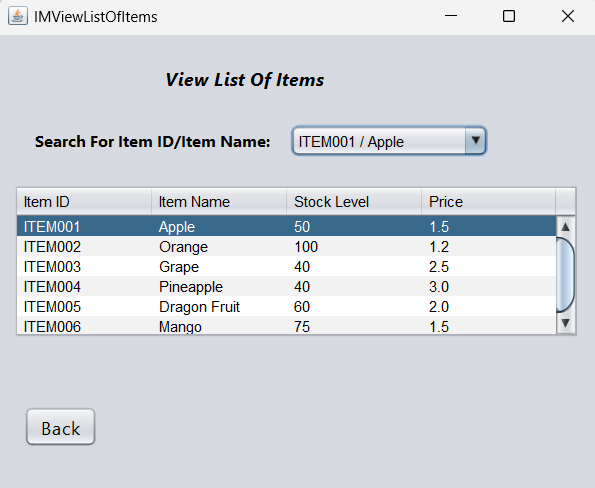 IMViewListOfItems
View List Of Items
Search For Item ID/Item Name: ITEM001 / Apple
Item ID Item Name Stock Level Price
ITEM001 Apple 50 1.5
ITEM002 Orange 100 1.2
ITEM003 Grape 40 2.5
ITEM004 Pineapple 40 3.0
ITEM005 Dragon Fruit 60 2.0
ITEM006 Mango 75 1.5
Back